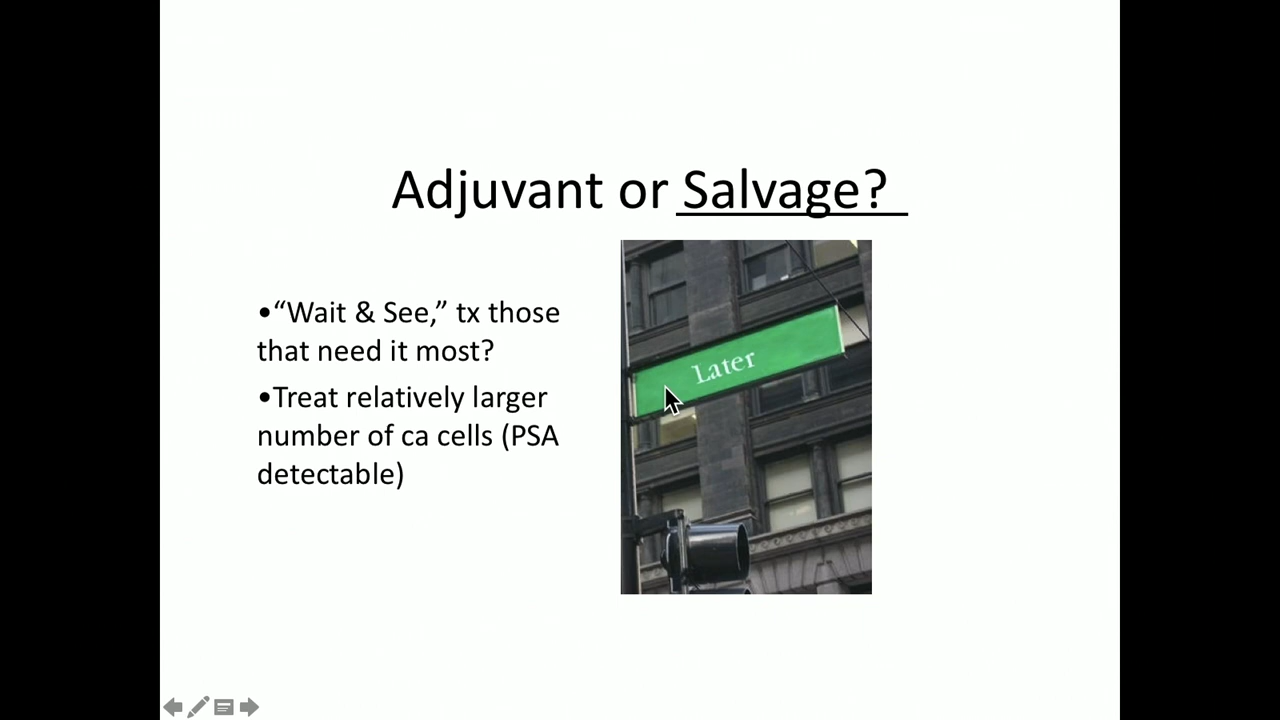 Adjuvant or Salvage?
•“Wait & See,” tx those
that need it most?
•Treat relatively larger
number of ca cells (PSA
detectable)
Later